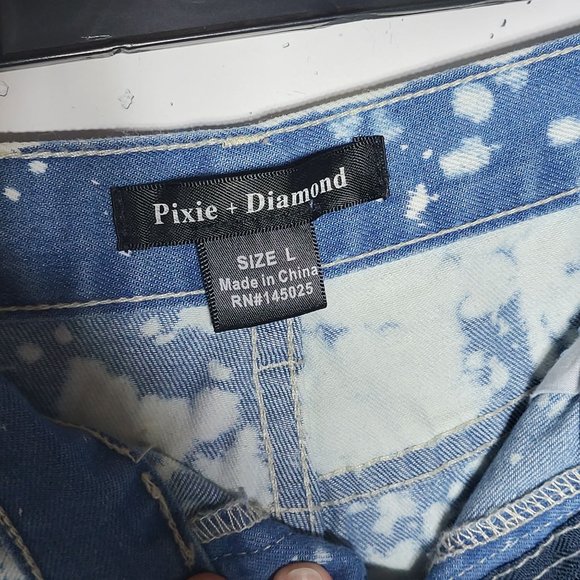 Pixie + Diamond
SIZE L
Made in China
RN#145025